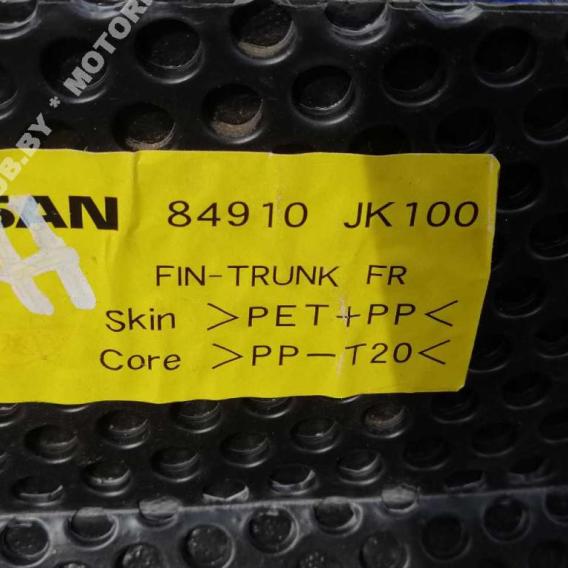 SAN 84910 JK100
FIN-TRUNK FR
Skin >PET+PP<
Core >PP-T20<